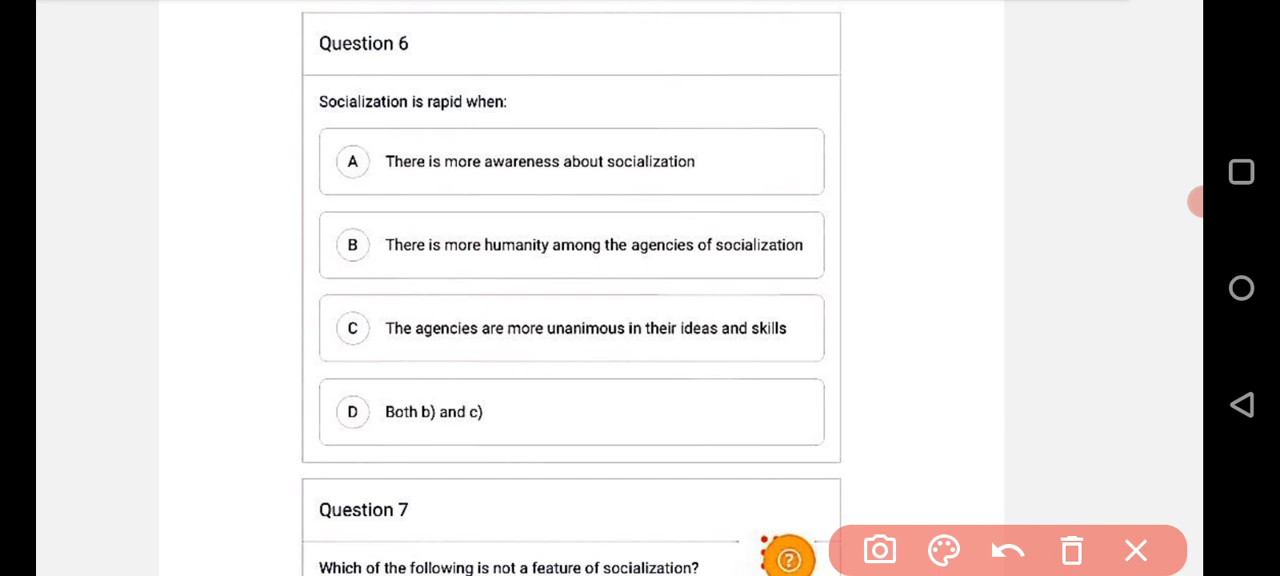 Question 6
Socialization is rapid when:
A There is more awareness about socialization
B There is more humanity among the agencies of socialization
C The agencies are more unanimous in their ideas and skills
D Both b) and c)
Question 7
Which of the following is not a feature of socialization?
?